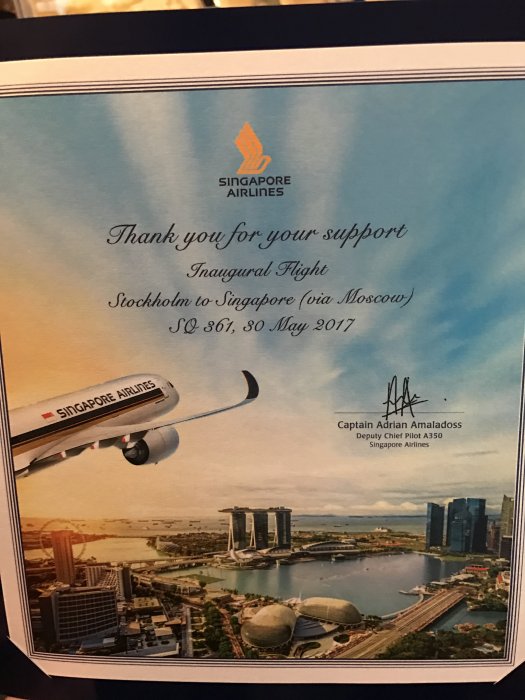 SINGAPORE
AIRLINES
Thank you for your support
Inaugural Flight
Stockholm to Singapore (via Moscow)
SQ 361, 30 May 2017
SINGAPORE AIRLINES
Captain Adrian Amaladoss
Deputy Chief Pilot A350
Singapore Airlines